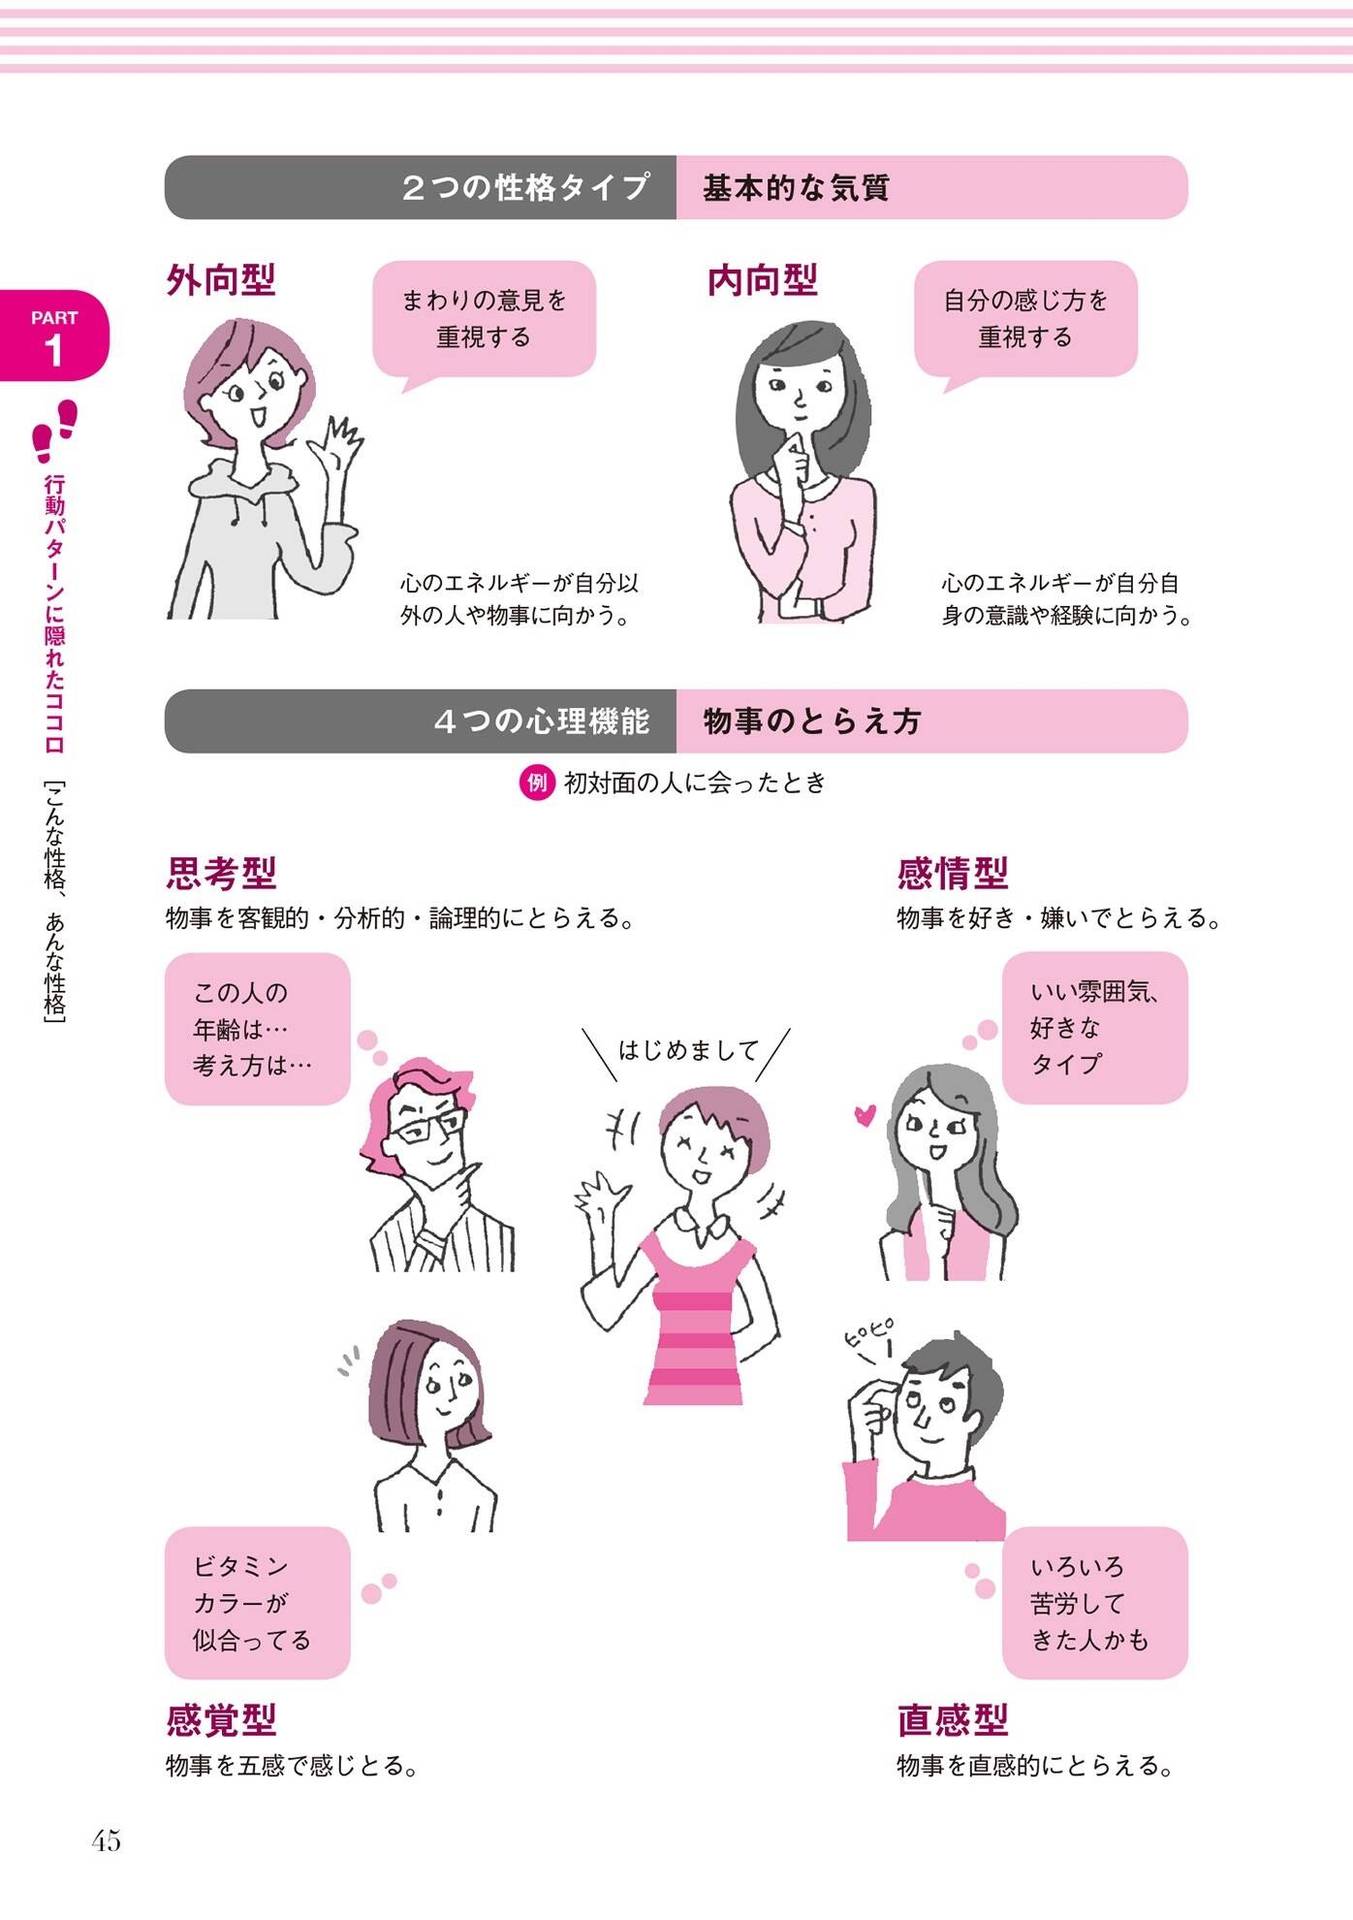 2つの性格タイプ 基本的な気質
外向型
まわりの意見を
重視する
心のエネルギーが自分以
外の人や物事に向かう。
内向型
自分の感じ方を
重視する
心のエネルギーが自分自
身の意識や経験に向かう。
PART
1
行動パターンに隠れたココロ
[こんな性格、あんな性格]
4つの心理機能 物事のとらえ方
例 初対面の人に会ったとき
思考型
物事を客観的・分析的・論理的にとらえる。
この人の
年齢は…
考え方は…
感情型
物事を好き・嫌いでとらえる。
いい雰囲気、
好きな
タイプ
はじめまして
ピピピー
ビタミン
カラーが
似合ってる
感覚型
物事を五感で感じとる。
いろいろ
苦労して
きた人かも
直感型
物事を直感的にとらえる。
45